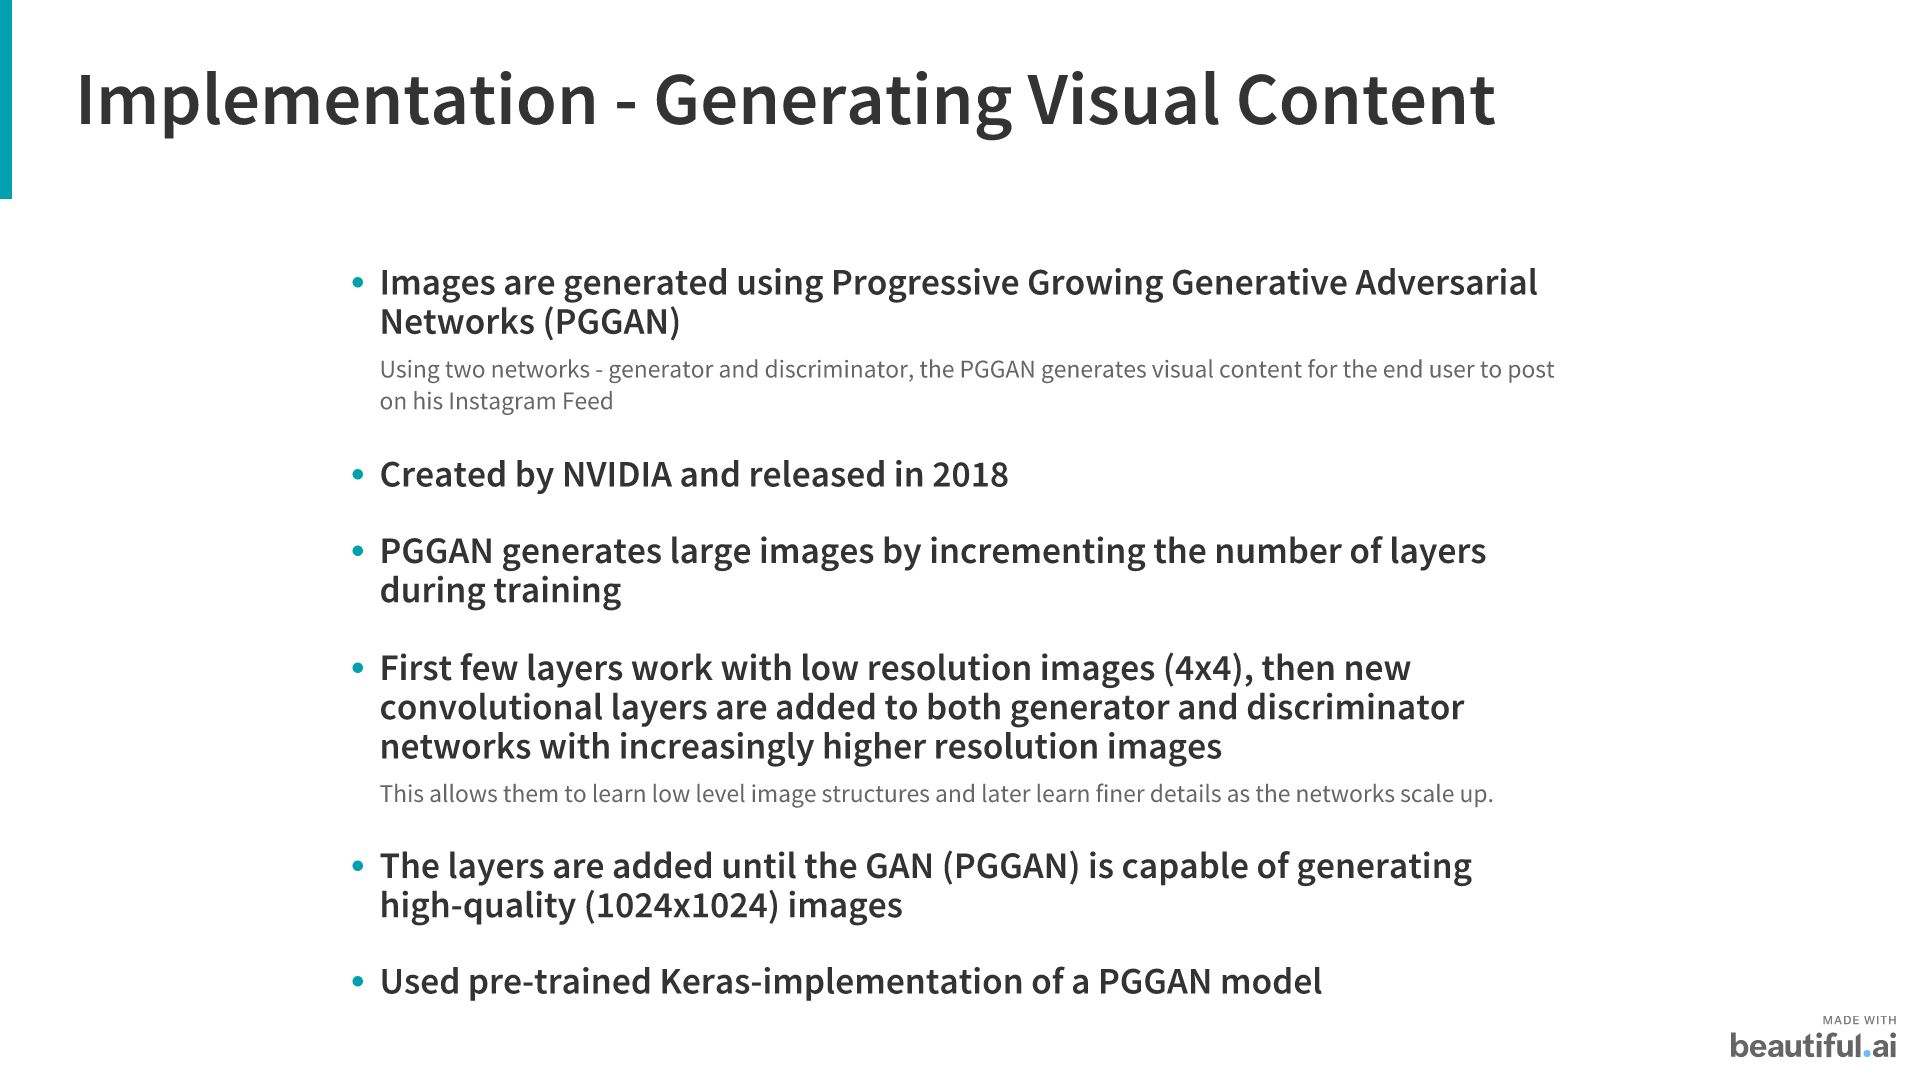 Implementation - Generating Visual Content
• Images are generated using Progressive Growing Generative Adversarial
Networks (PGGAN)
Using two networks - generator and discriminator, the PGGAN generates visual content for the end user to post
on his Instagram Feed
• Created by NVIDIA and released in 2018
• PGGAN generates large images by incrementing the number of layers
during training
• First few layers work with low resolution images (4x4), then new
convolutional layers are added to both generator and discriminator
networks with increasingly higher resolution images
This allows them to learn low level image structures and later learn finer details as the networks scale up.
• The layers are added until the GAN (PGGAN) is capable of generating
high-quality (1024x1024) images
• Used pre-trained Keras-implementation of a PGGAN model
MADE WITH
beautiful.ai